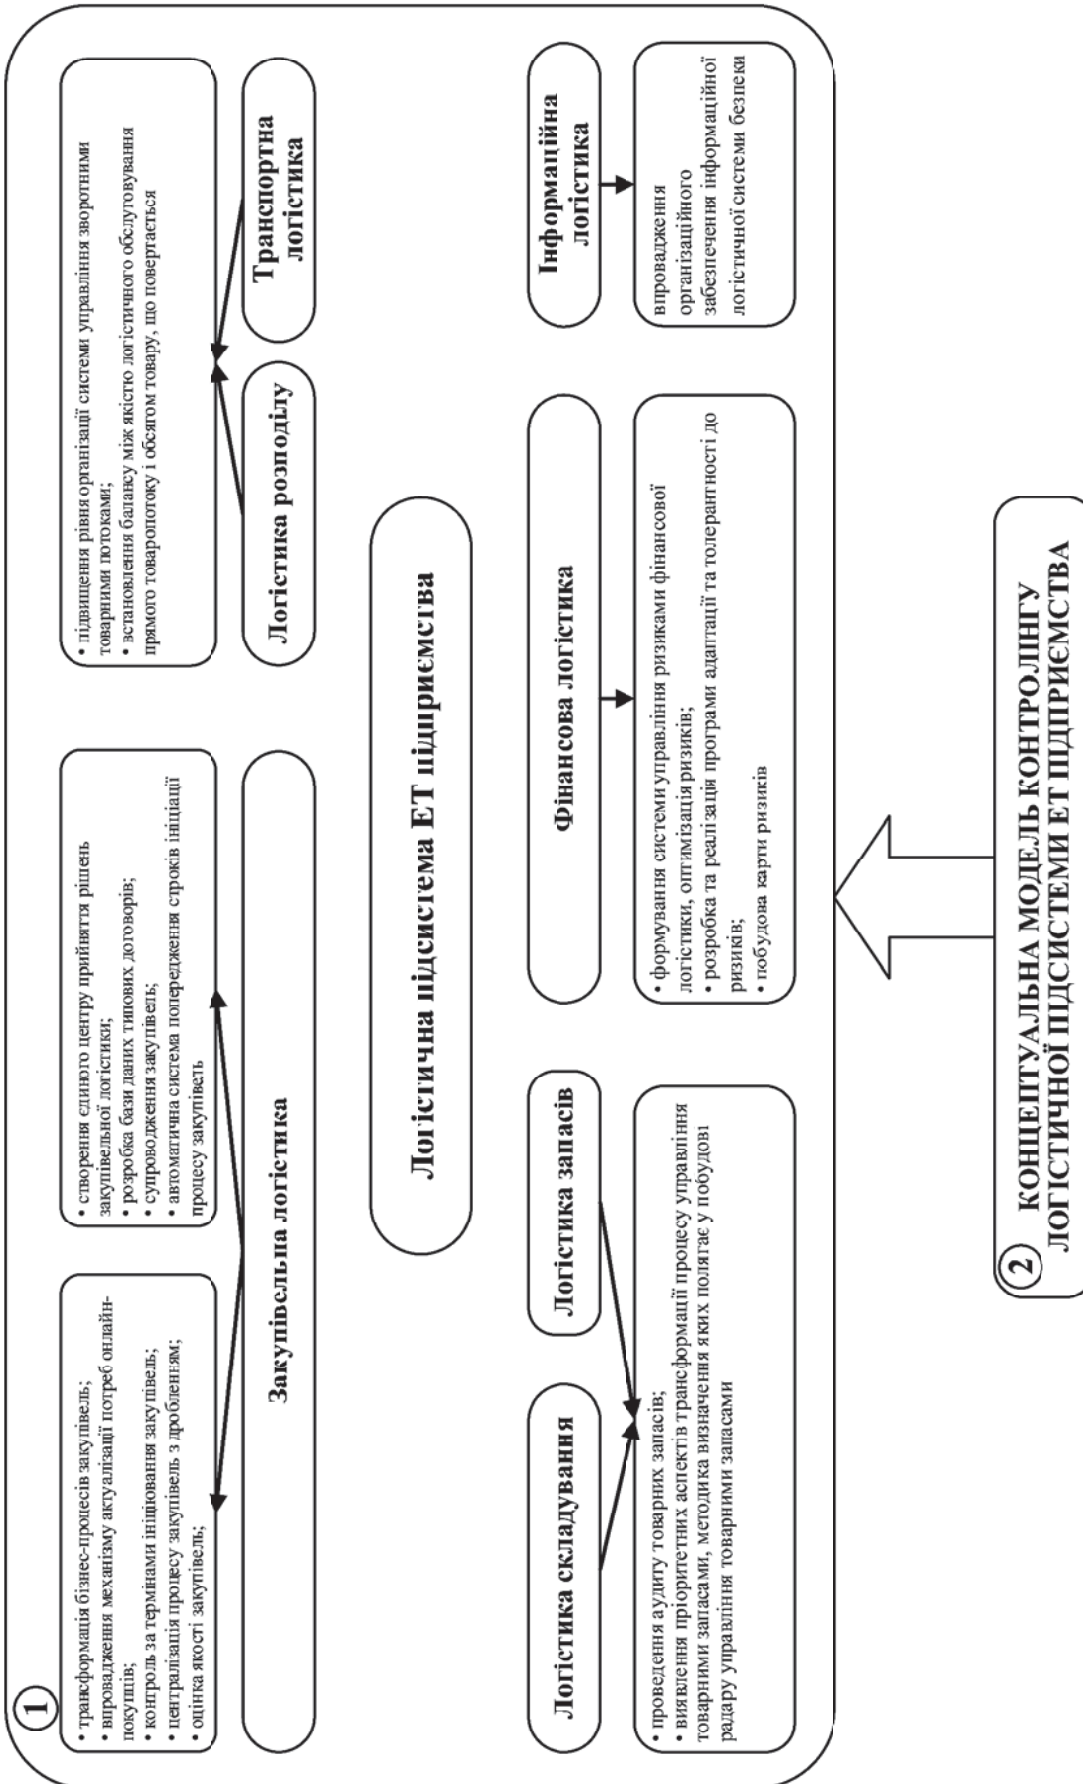 1
• трансформація бізнес-процесів закупівель;
• впровадження механізму актуалізації потреб онлайн-
покупців;
• контроль за термінами ініціювання закупівель;
• централізація процесу закупівель з дробленням;
• оцінка якості закупівель;
• створення єдиного центру прийняття рішень
закупівельної логістики;
• розробка бази даних типових договорів;
• супроводження закупівель;
• автоматична система попередження строків ініціації
процесу закупівель
• підвищення рівня організації системи управління зворотними
товарними потоками;
• встановлення балансу між якістю логістичного обслуговування
прямого товаропотоку і обсягом товару, що повертається
Закупівельна логістика
Логістика розподілу
Транспортна
логістика
Логістична підсистема ЕТ підприємства
Логістика складування
Логістика запасів
Фінансова логістика
Інформаційна
логістика
• проведення аудиту товарних запасів;
• виявлення пріоритетних аспектів трансформації процесу управління
товарними запасами, методика визначення яких полягає у побудові
радару управління товарними запасами
• формування системи управління ризиками фінансової
логістики, оптимізація ризиків;
• розробка та реалізація програми адаптації та толерантності до
ризиків;
• побудова карти ризиків
впровадження
організаційного
забезпечення інформаційної
логістичної системи безпеки
2
КОНЦЕПТУАЛЬНА МОДЕЛЬ КОНТРОЛІНГУ
ЛОГІСТИЧНОЇ ПІДСИСТЕМИ ЕТ ПІДПРИЄМСТВА